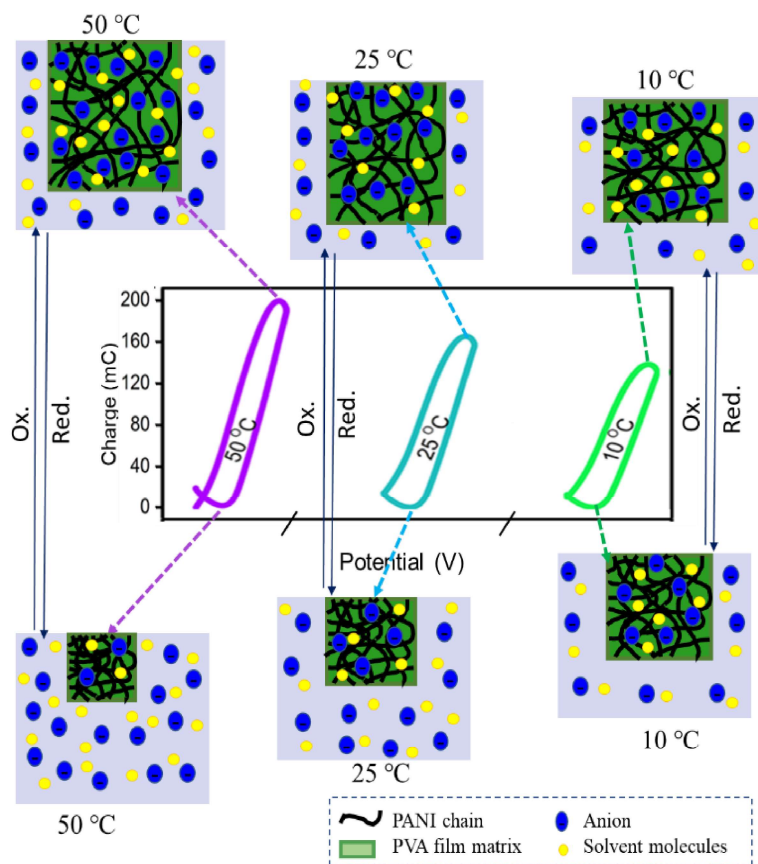 50 °C
25 °C
10 °C
Ox.
Red.
Ox.
Red.
Ox.
Red.
Charge (mC)
200
160
120
80
40
0
50 °C
25 °C
10 °C
Potential (V)
50 °C
25 °C
10 °C
PANI chain
Anion
PVA film matrix
Solvent molecules